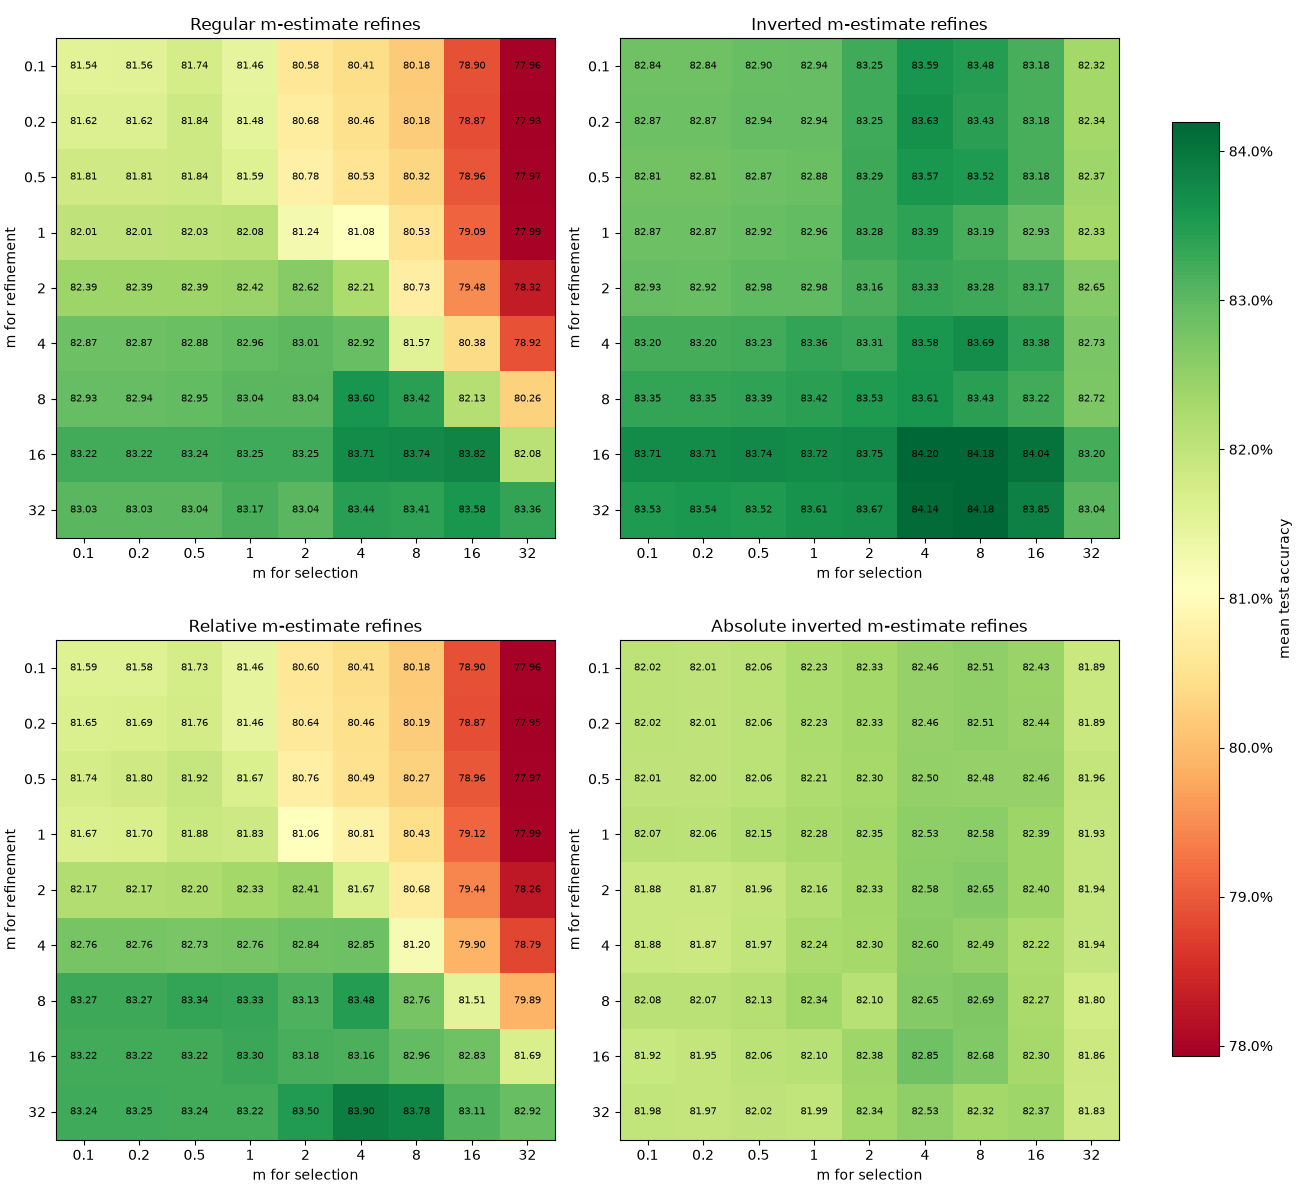 Regular m-estimate refines
0.1 81.54 81.56 81.74 81.46 80.58 80.41 80.18 78.90 77.96
0.2 81.62 81.62 81.84 81.48 80.68 80.46 80.18 78.87 77.93
0.5 81.81 81.81 81.84 81.59 80.78 80.53 80.32 78.96 77.97
1 82.01 82.01 82.03 82.08 81.24 81.08 80.53 79.09 77.99
2 82.39 82.39 82.39 82.42 82.62 82.21 80.73 79.48 78.32
4 82.87 82.87 82.88 82.96 83.01 82.92 81.57 80.38 78.92
8 82.93 82.94 82.95 83.04 83.04 83.60 83.42 82.13 80.26
16 83.22 83.22 83.24 83.25 83.25 83.71 83.74 83.82 82.08
32 83.03 83.03 83.04 83.17 83.04 83.44 83.41 83.58 83.36
0.1 0.2 0.5 1 2 4 8 16 32
m for selection
m for refinement
Inverted m-estimate refines
0.1 82.84 82.84 82.90 82.94 83.25 83.59 83.48 83.18 82.32
0.2 82.87 82.87 82.94 82.94 83.25 83.63 83.43 83.18 82.34
0.5 82.81 82.81 82.87 82.88 83.29 83.57 83.52 83.18 82.37
1 82.87 82.87 82.92 82.96 83.28 83.39 83.19 82.93 82.33
2 82.93 82.92 82.98 82.98 83.16 83.33 83.28 83.17 82.65
4 83.20 83.20 83.23 83.36 83.31 83.58 83.69 83.38 82.73
8 83.35 83.35 83.39 83.42 83.53 83.61 83.43 83.22 82.72
16 83.71 83.71 83.74 83.72 83.75 84.20 84.18 84.04 83.20
32 83.53 83.54 83.52 83.61 83.67 84.14 84.18 83.85 83.04
0.1 0.2 0.5 1 2 4 8 16 32
m for selection
m for refinement
Relative m-estimate refines
0.1 81.59 81.58 81.73 81.46 80.60 80.41 80.18 78.90 77.96
0.2 81.65 81.69 81.76 81.46 80.64 80.46 80.19 78.87 77.95
0.5 81.74 81.80 81.92 81.67 80.76 80.49 80.27 78.96 77.97
1 81.67 81.70 81.88 81.83 81.06 80.81 80.43 79.12 77.99
2 82.17 82.17 82.20 82.33 82.41 81.67 80.68 79.44 78.26
4 82.76 82.76 82.73 82.76 82.84 82.85 81.20 79.90 78.79
8 83.27 83.27 83.34 83.33 83.13 83.48 82.76 81.51 79.89
16 83.22 83.22 83.22 83.30 83.18 83.16 82.96 82.83 81.69
32 83.24 83.25 83.24 83.22 83.50 83.90 83.78 83.11 82.92
0.1 0.2 0.5 1 2 4 8 16 32
m for selection
m for refinement
Absolute inverted m-estimate refines
0.1 82.02 82.01 82.06 82.23 82.33 82.46 82.51 82.43 81.89
0.2 82.02 82.01 82.06 82.23 82.33 82.46 82.51 82.44 81.89
0.5 82.01 82.00 82.06 82.21 82.30 82.50 82.48 82.46 81.96
1 82.07 82.06 82.15 82.28 82.35 82.53 82.58 82.39 81.93
2 81.88 81.87 81.96 82.16 82.33 82.58 82.65 82.40 81.94
4 81.88 81.87 81.97 82.24 82.30 82.60 82.49 82.22 81.94
8 82.08 82.07 82.13 82.34 82.10 82.65 82.69 82.27 81.80
16 81.92 81.95 82.06 82.10 82.38 82.85 82.68 82.30 81.86
32 81.98 81.97 82.02 81.99 82.34 82.53 82.32 82.37 81.83
0.1 0.2 0.5 1 2 4 8 16 32
m for selection
m for refinement
84.0%
83.0%
82.0%
81.0%
80.0%
79.0%
78.0%
mean test accuracy